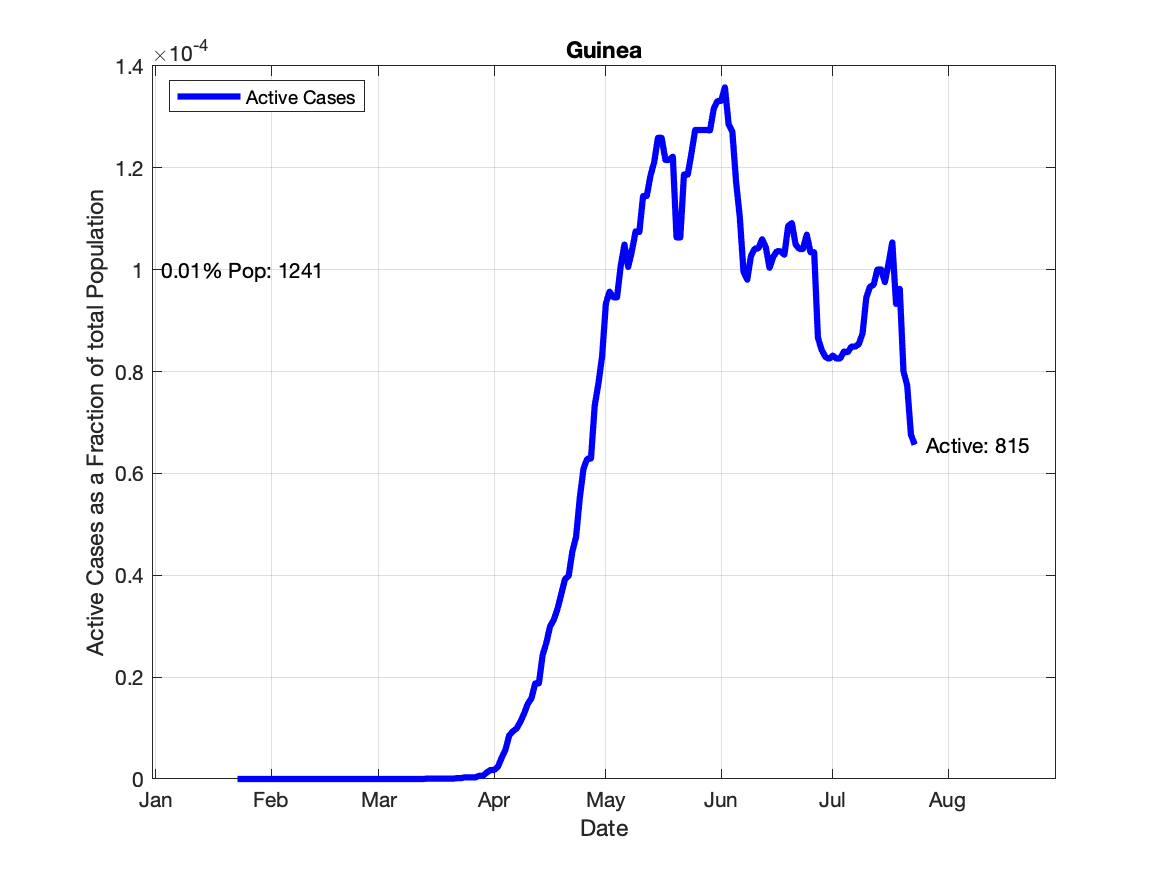 Guinea
×10-4
Active Cases
1.4
1.2
1
0.8
0.6
0.4
0.2
0
0.01% Pop: 1241
Active: 815
Active Cases as a Fraction of total Population
Jan Feb Mar Apr May Jun Jul Aug
Date